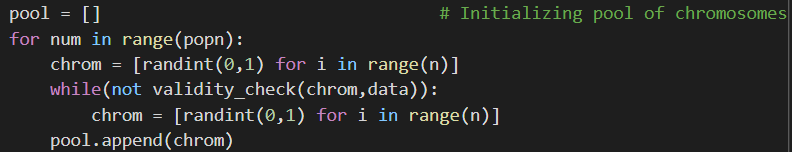 pool = []                                 # Initializing pool of chromosomes
for num in range(popn):
    chrom = [randint(0,1) for i in range(n)]
    while(not validity_check(chrom,data)):
        chrom = [randint(0,1) for i in range(n)]
    pool.append(chrom)